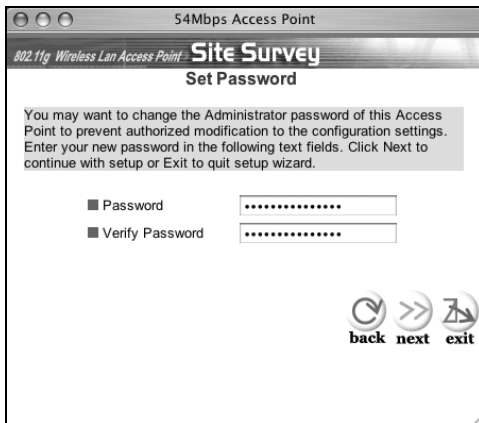 54Mbps Access Point
802.11g Wireless Lan Access Point Site Survey
Set Password
You may want to change the Administrator password of this Access
Point to prevent authorized modification to the configuration settings.
Enter your new password in the following text fields. Click Next to
continue with setup or Exit to quit setup wizard.
Password •••••••••••••••
Verify Password •••••••••••••••
back next exit